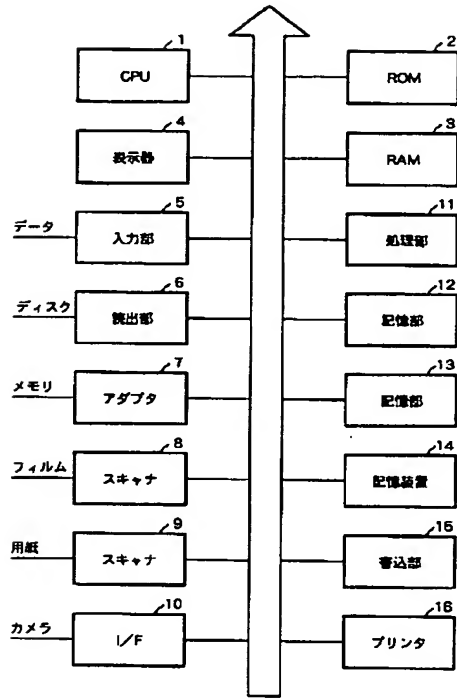 1
CPU
2
ROM
4
表示器
3
RAM
データ
5
入力部
11
処理部
ディスク
6
読出部
12
記憶部
メモリ
7
アダプタ
13
記憶部
フィルム
8
スキャナ
14
記憶装置
用紙
9
スキャナ
15
書込部
カメラ
10
I/F
16
プリンタ